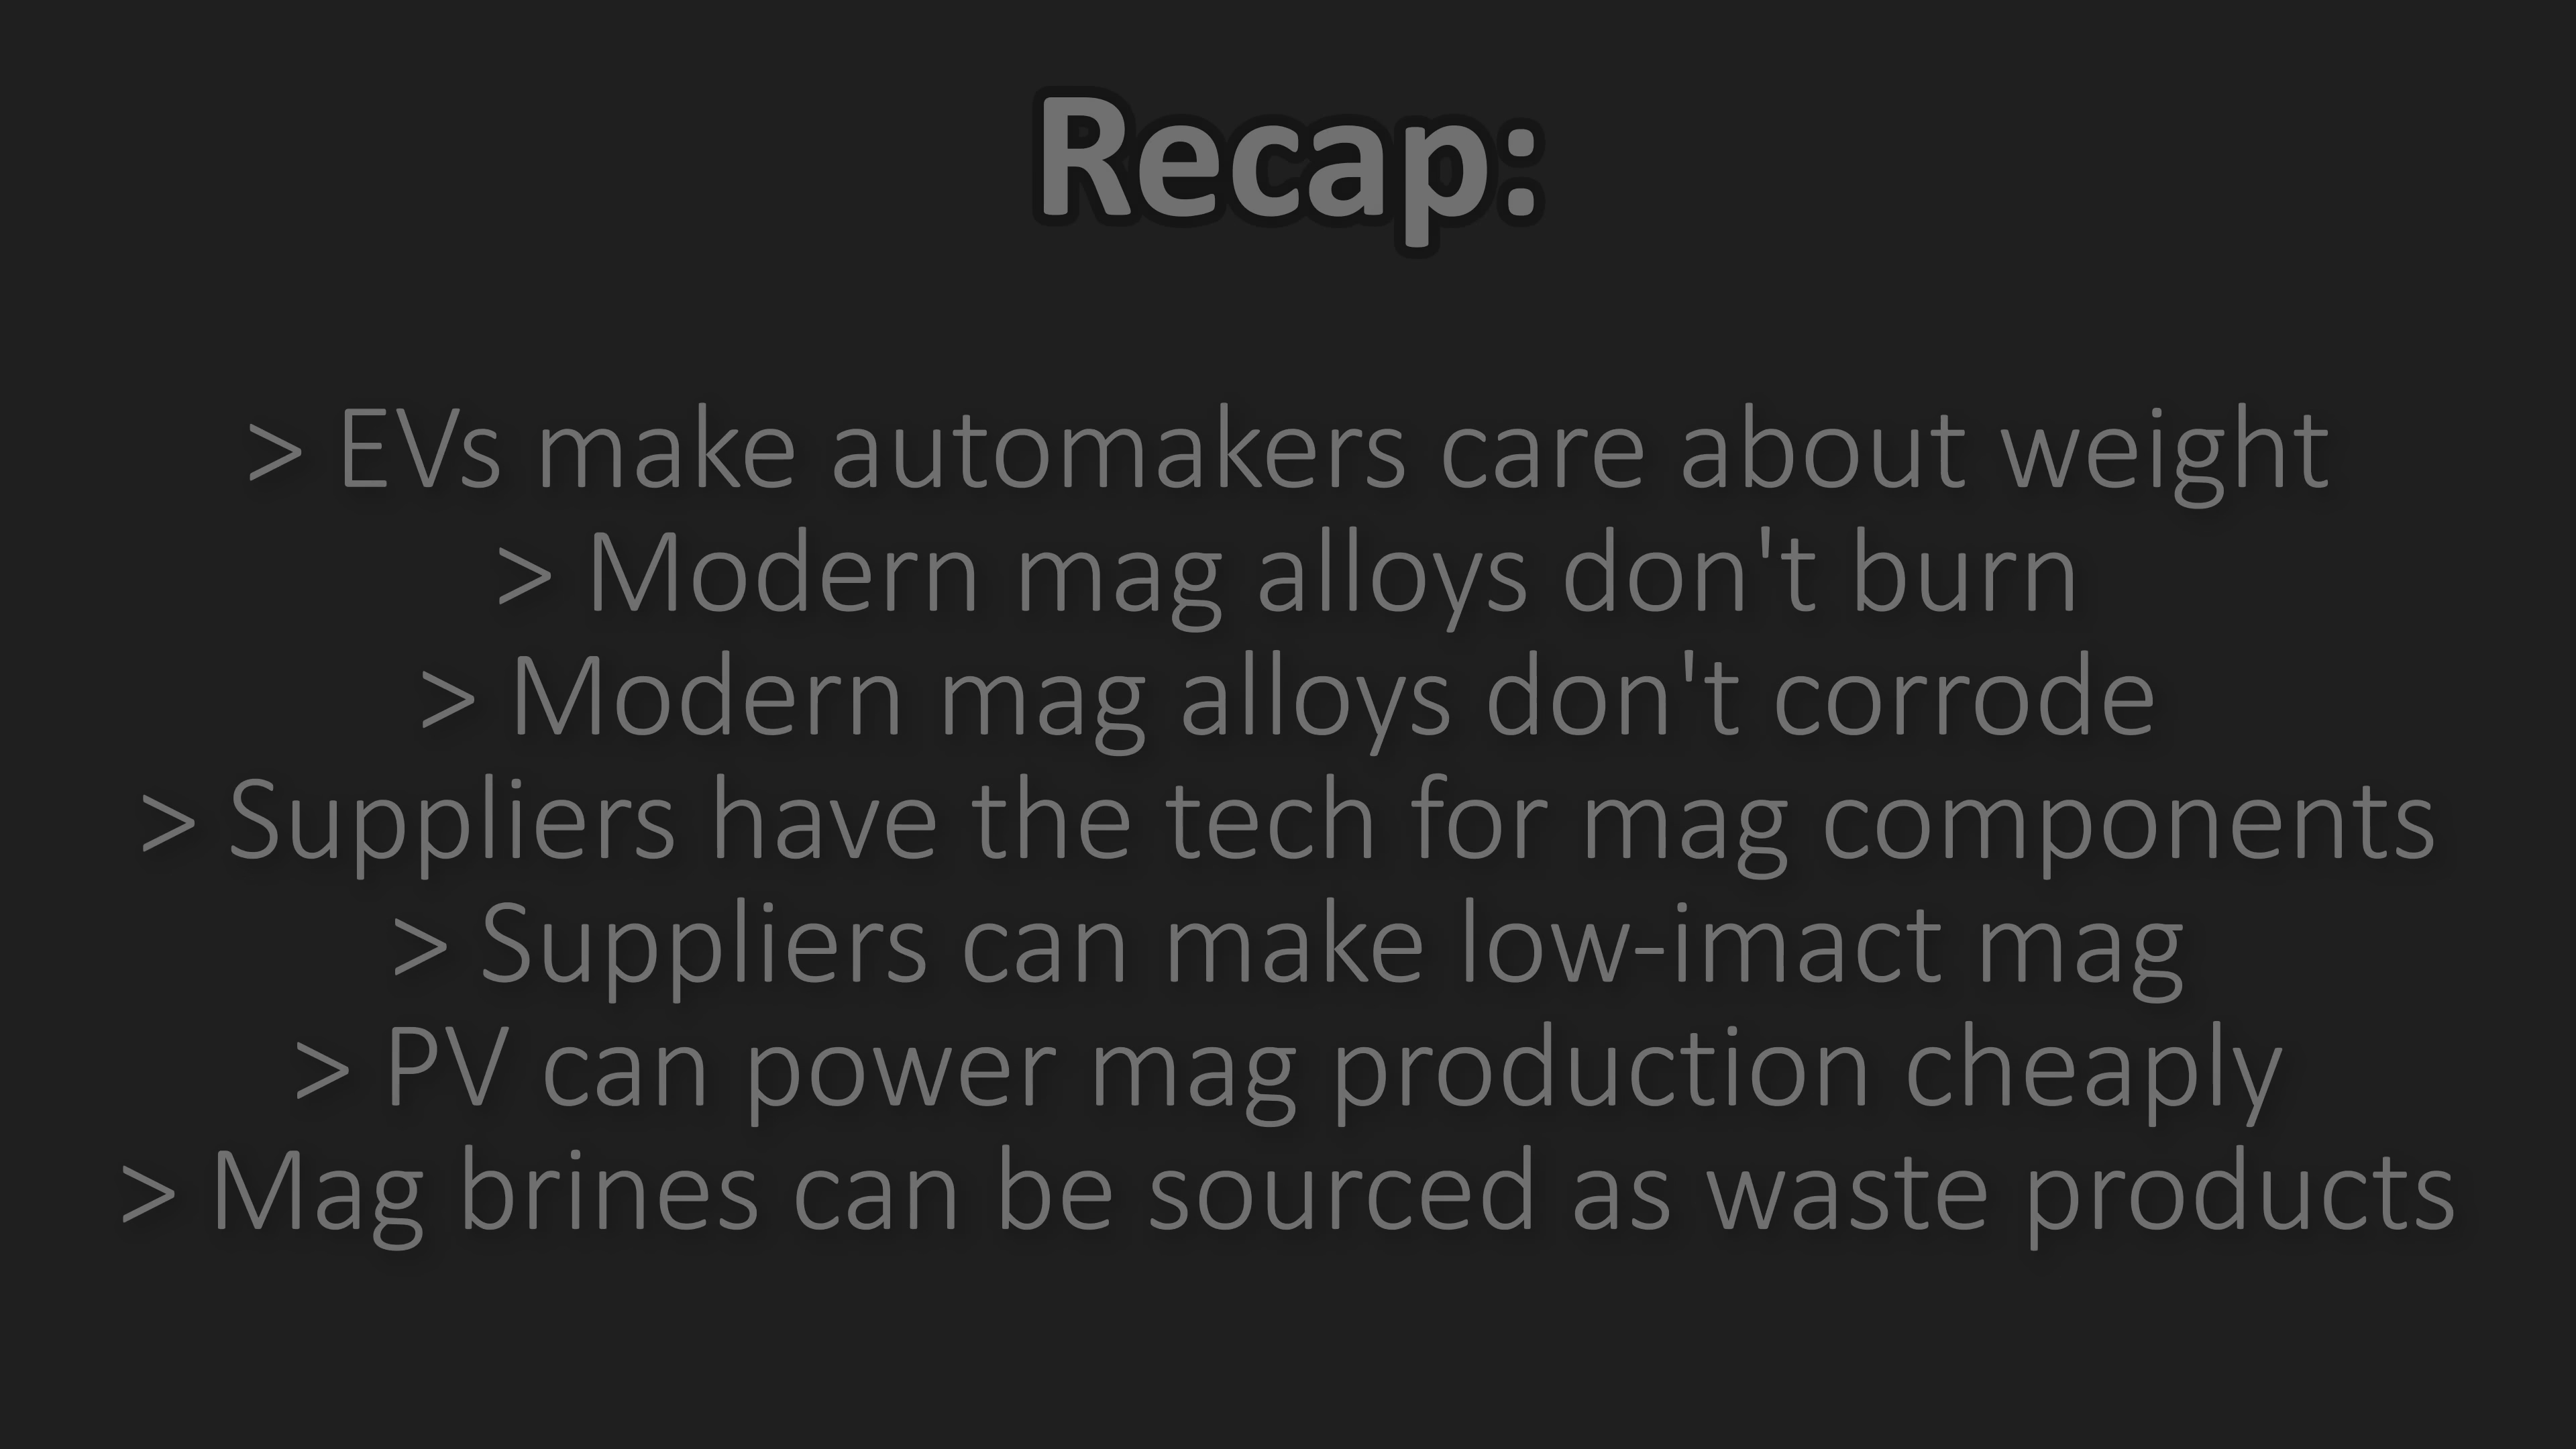 Recap:
> EVs make automakers care about weight
> Modern mag alloys don't burn
> Modern mag alloys don't corrode
> Suppliers have the tech for mag components
> Suppliers can make low-imact mag
> PV can power mag production cheaply
> Mag brines can be sourced as waste products